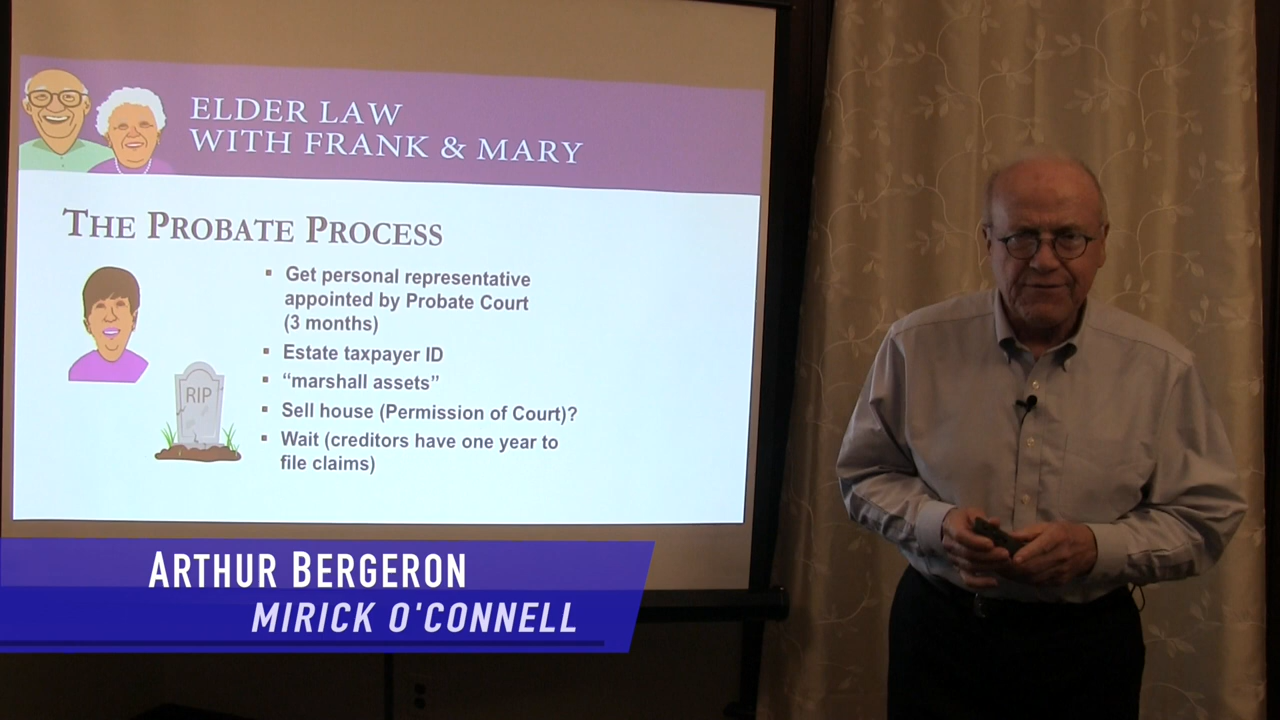 ELDER LAW
WITH FRANK & MARY
THE PROBATE PROCESS
▪ Get personal representative
appointed by Probate Court
(3 months)
▪ Estate taxpayer ID
▪ “marshall assets”
▪ Sell house (Permission of Court)?
▪ Wait (creditors have one year to
file claims)
RIP
ARTHUR BERGERON
MIRICK O'CONNELL